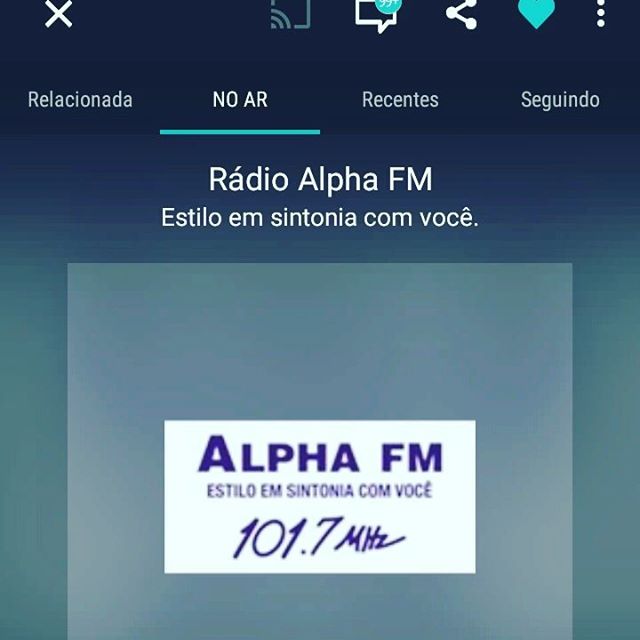 99+
Relacionada
NO AR
Recentes
Seguindo
Rádio Alpha FM
Estilo em sintonia com você.
ALPHA FM
ESTILO EM SINTONIA COM VOCÊ
101.7 MHz